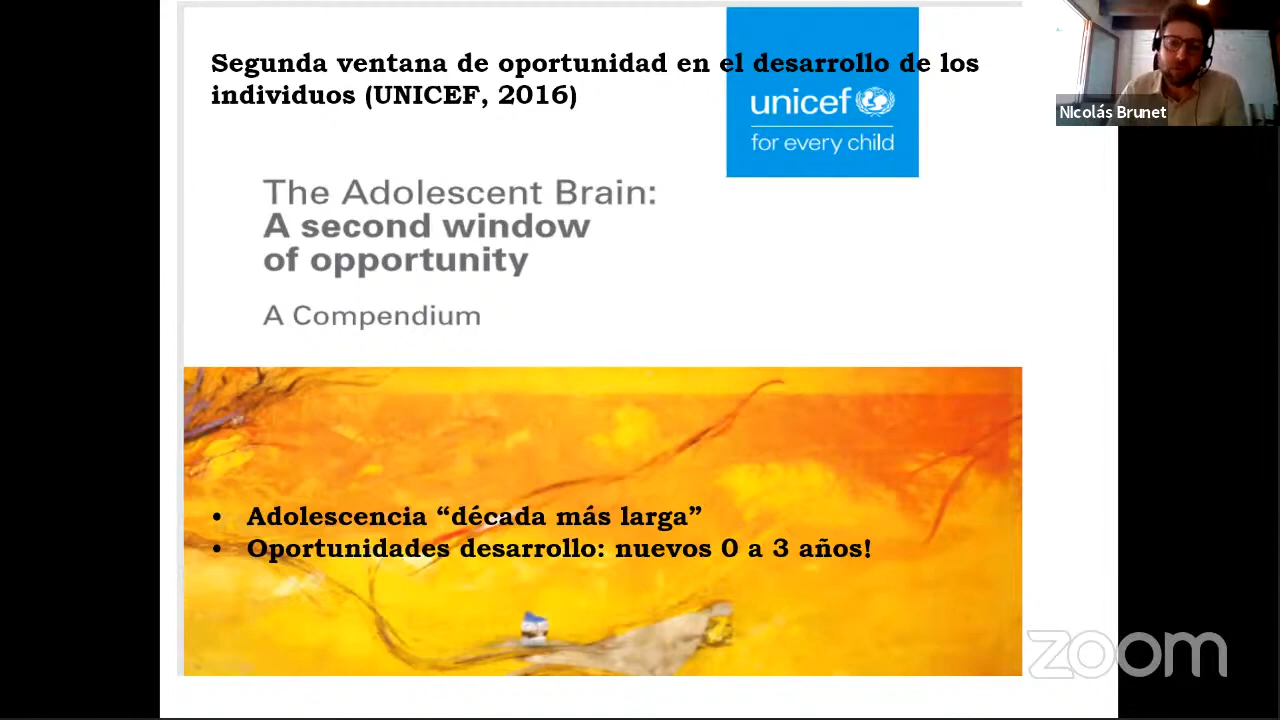 Segunda ventana de oportunidad en el desarrollo de los
individuos (UNICEF, 2016)
unicef
for every child
The Adolescent Brain:
A second window
of opportunity
A Compendium
• Adolescencia “década más larga”
• Oportunidades desarrollo: nuevos 0 a 3 años!
Nicolás Brunet
zoom